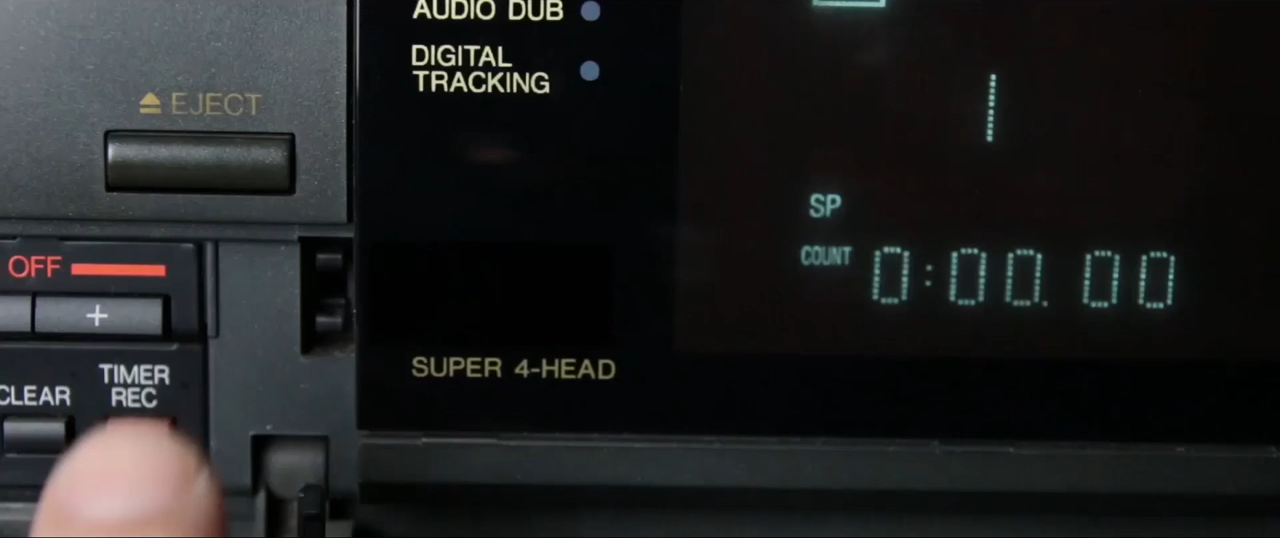 AUDIO DUB
DIGITAL
TRACKING
EJECT
SP
COUNT 0:00. 00
OFF
+
SUPER 4-HEAD
CLEAR
TIMER
REC